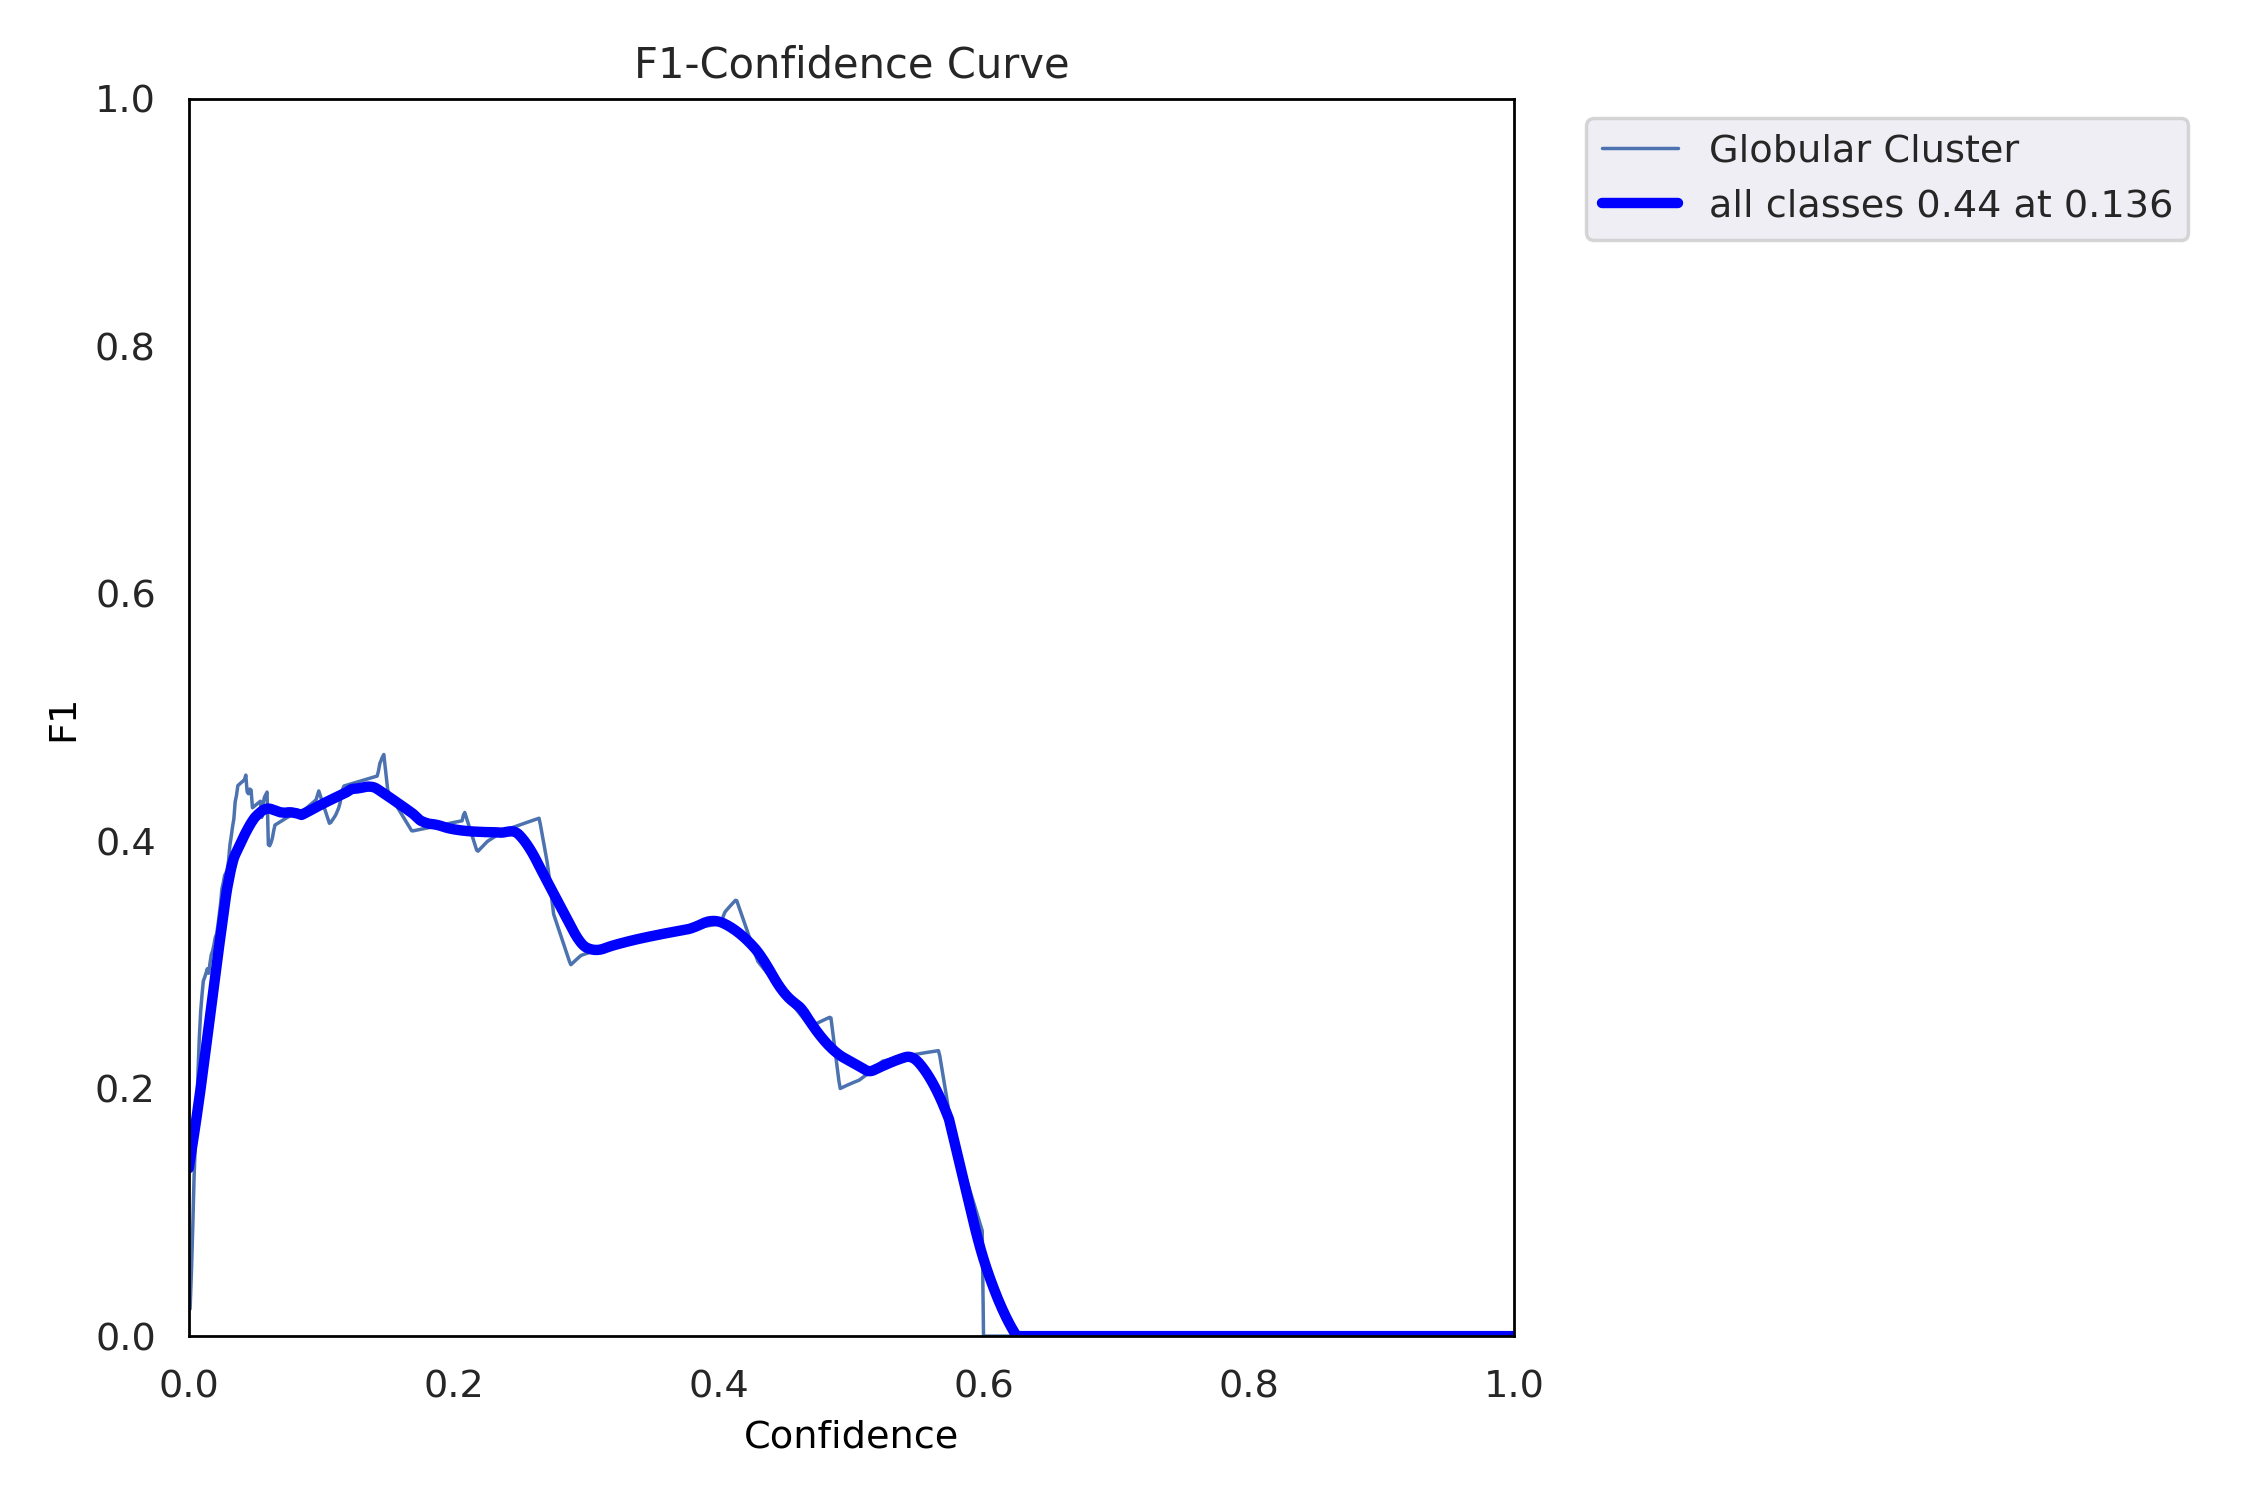 F1-Confidence Curve
1.0
0.8
0.6
0.4
0.2
0.0
F1
0.0 0.2 0.4 0.6 0.8 1.0
Confidence
Globular Cluster
all classes 0.44 at 0.136